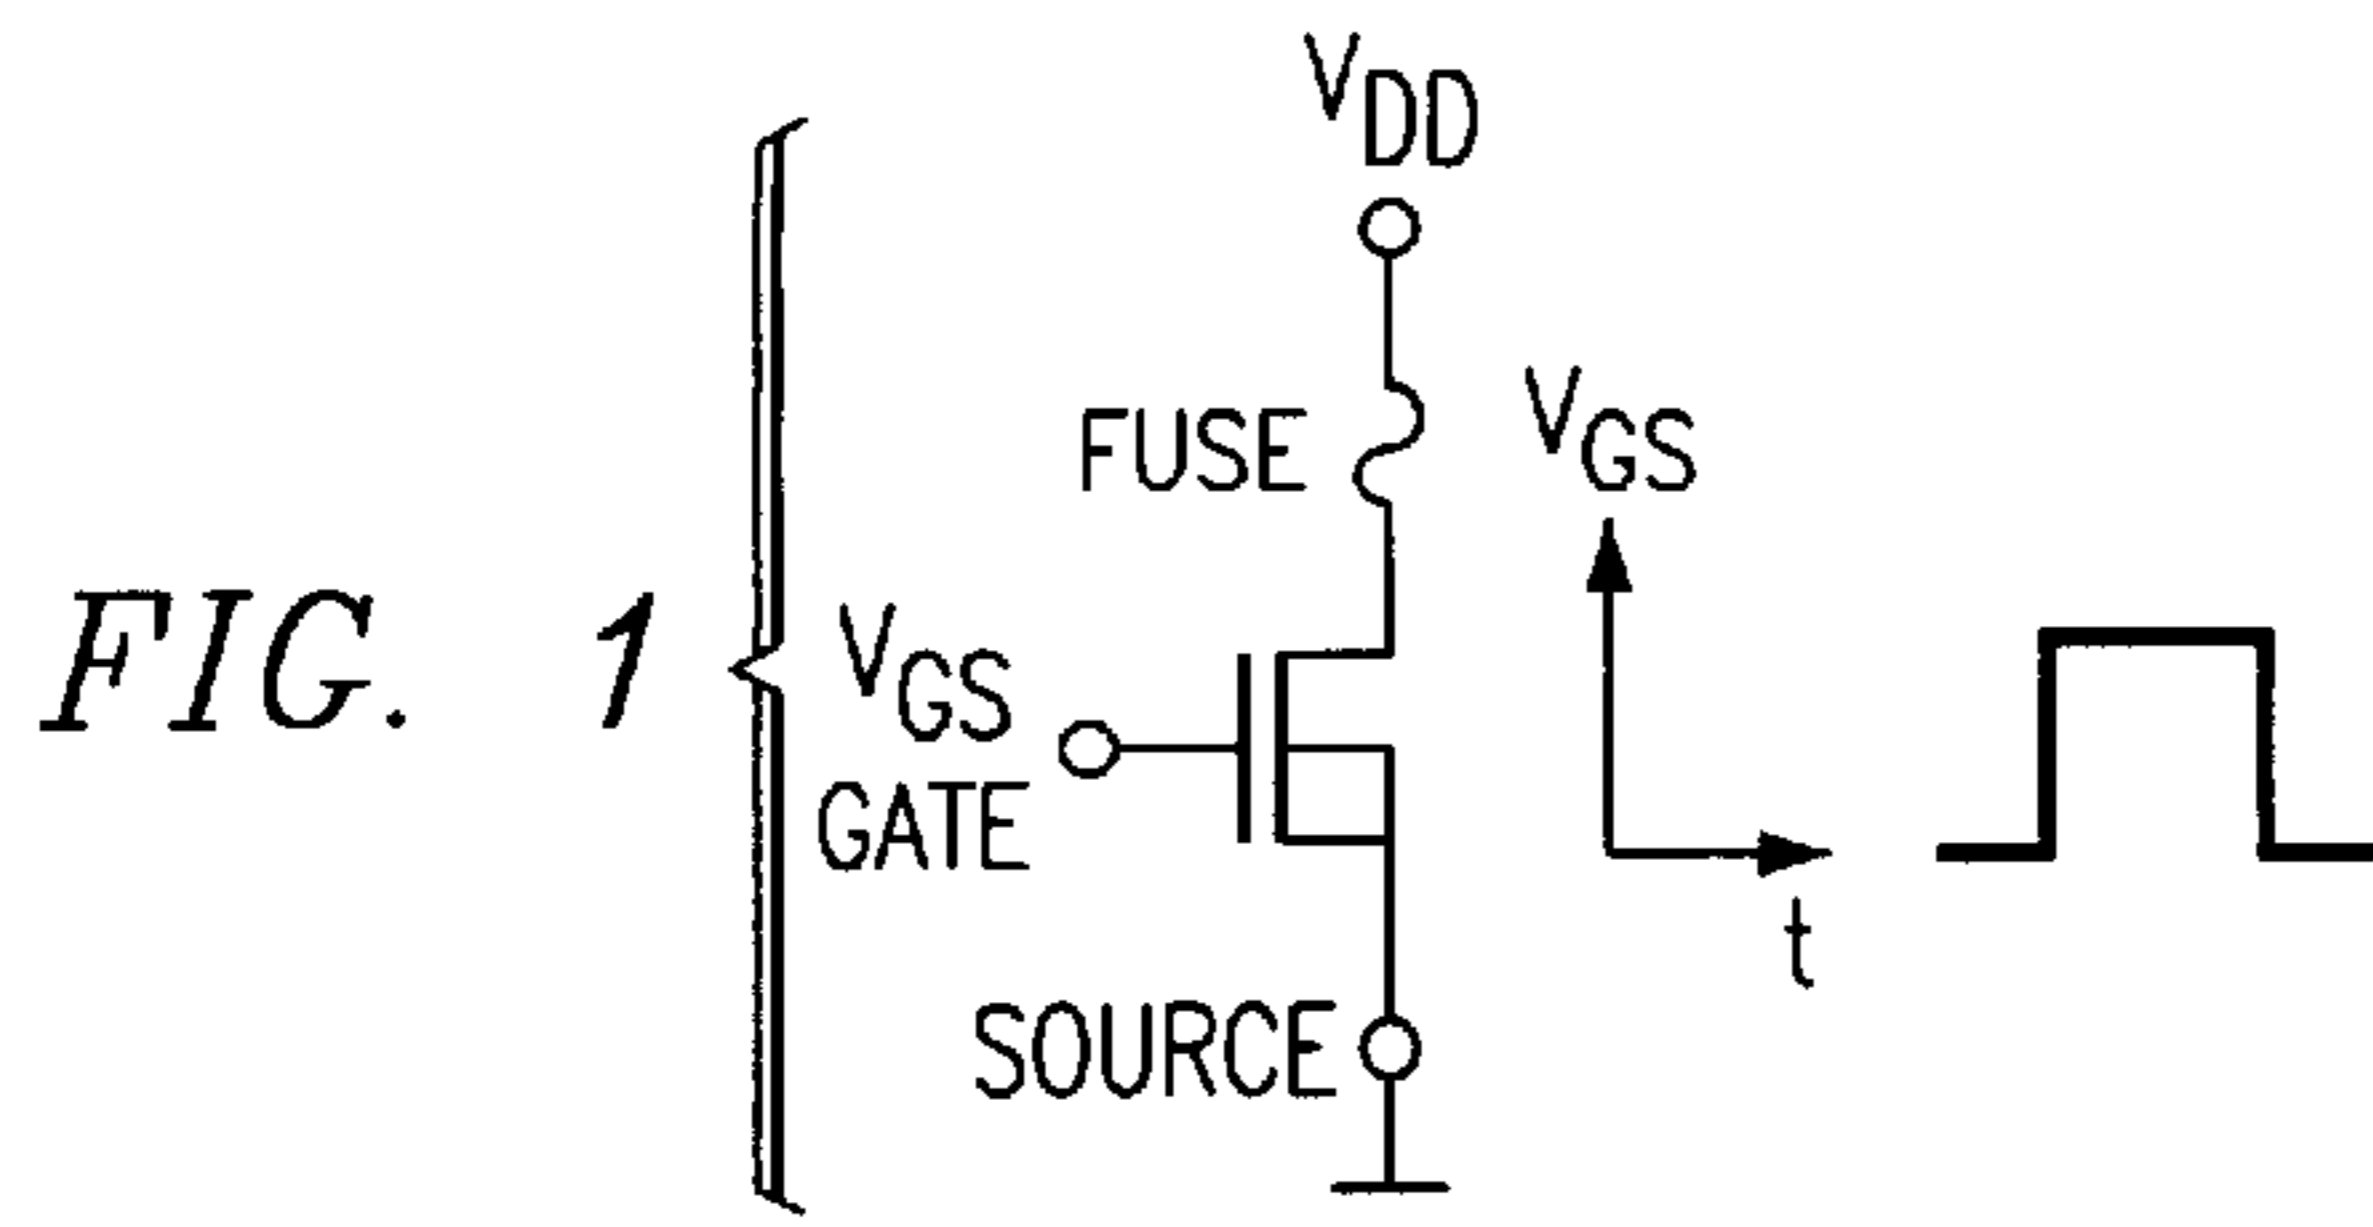 FIG. 1
VDD
FUSE
VGS
VGS
GATE
t
SOURCE